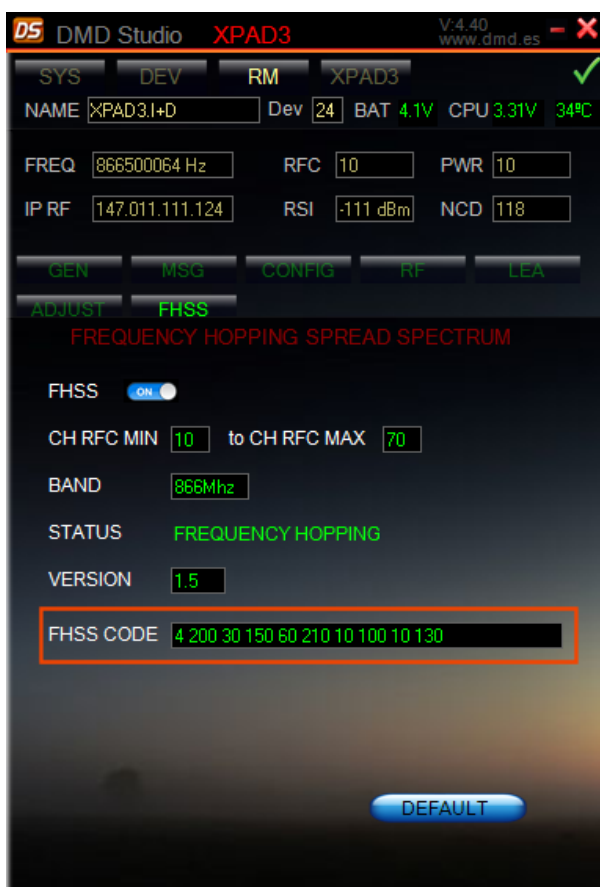 DS DMD Studio XPAD3 V:4.40
www.dmd.es
SYS DEV RM XPAD3
NAME XPAD3.I+D Dev 24 BAT 4.1V CPU 3.31V 34ºC
FREQ 866500064 Hz RFC 10 PWR 10
IP RF 147.011.111.124 RSI -111 dBm NCD 118
GEN MSG CONFIG RF LEA
ADJUST FHSS
FREQUENCY HOPPING SPREAD SPECTRUM
FHSS ON
CH RFC MIN 10 to CH RFC MAX 70
BAND 866Mhz
STATUS FREQUENCY HOPPING
VERSION 1.5
FHSS CODE 4 200 30 150 60 210 10 100 10 130
DEFAULT